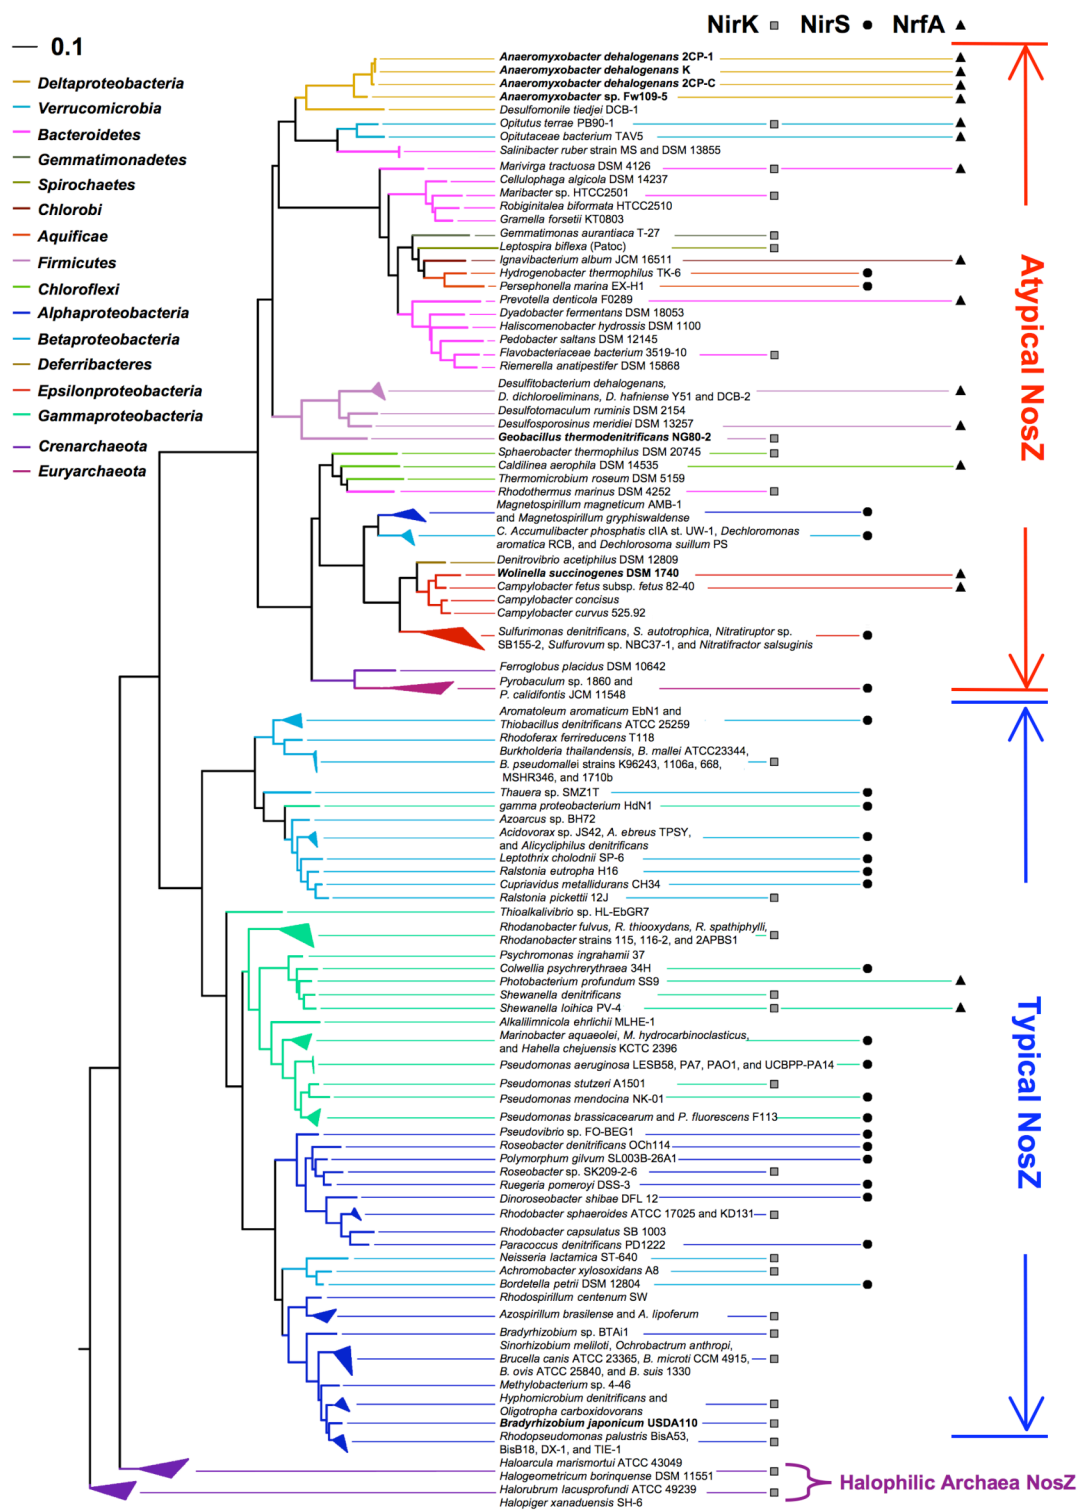 NirK NirS NrfA
0.1
Deltaproteobacteria
Verrucomicrobia
Bacteroidetes
Gemmatimonadetes
Spirochaetes
Chlorobi
Aquificae
Firmicutes
Chloroflexi
Alphaproteobacteria
Betaproteobacteria
Deferribacteres
Epsilonproteobacteria
Gammaproteobacteria
Crenarchaeota
Euryarchaeota
Anaeromyxobacter dehalogenans 2CP-1
Anaeromyxobacter dehalogenans K
Anaeromyxobacter dehalogenans 2CP-C
Anaeromyxobacter sp. Fw109-5
Desulfomonile tiedjei DCB-1
Opitutus terrae PB90-1
Opitutaceae bacterium TAV5
Salinibacter ruber strain MS and DSM 13855
Marivirga tractuosa DSM 4126
Cellulophaga algicola DSM 14237
Maribacter sp. HTCC2501
Robiginitalea biformata HTCC2510
Gramella forsetii KT0803
Gemmatimonas aurantiaca T-27
Leptospira biflexa (Patoc)
Ignavibacterium album JCM 16511
Hydrogenobacter thermophilus TK-6
Persephonella marina EX-H1
Prevotella denticola F0289
Dyadobacter fermentans DSM 18053
Haliscomenobacter hydrossis DSM 1100
Pedobacter saltans DSM 12145
Flavobacteriaceae bacterium 3519-10
Riemerella anatipestifer DSM 15868
Desulfitobacterium dehalogenans,
D. dichloroeliminans, D. hafniense Y51 and DCB-2
Desulfotomaculum ruminis DSM 2154
Desulfosporosinus meridiei DSM 13257
Geobacillus thermodenitrificans NG80-2
Sphaerobacter thermophilus DSM 20745
Caldilinea aerophila DSM 14535
Thermomicrobium roseum DSM 5159
Rhodothermus marinus DSM 4252
Magnetospirillum magneticum AMB-1
and Magnetospirillum gryphiswaldense
C. Accumulibacter phosphatis clIA st. UW-1, Dechloromonas
aromatica RCB, and Dechlorosoma suillum PS
Denitrovibrio acetiphilus DSM 12809
Wolinella succinogenes DSM 1740
Campylobacter fetus subsp. fetus 82-40
Campylobacter concisus
Campylobacter curvus 525.92
Sulfurimonas denitrificans, S. autotrophica, Nitratiruptor sp.
SB155-2, Sulfurovum sp. NBC37-1, and Nitratifractor salsuginis
Ferroglobus placidus DSM 10642
Pyrobaculum sp. 1860 and
P. calidifontis JCM 11548
Atypical NosZ
Aromatoleum aromaticum EbN1 and
Thiobacillus denitrificans ATCC 25259
Rhodoferax ferrireducens T118
Burkholderia thailandensis, B. mallei ATCC23344,
B. pseudomallei strains K96243, 1106a, 668,
MSHR346, and 1710b
Thauera sp. SMZ1T
gamma proteobacterium HdN1
Azoarcus sp. BH72
Acidovorax sp. JS42, A. ebreus TPSY,
and Alicycliphilus denitrificans
Leptothrix cholodnii SP-6
Ralstonia eutropha H16
Cupriavidus metallidurans CH34
Ralstonia pickettii 12J
Thioalkalivibrio sp. HL-EbGR7
Rhodanobacter fulvus, R. thiooxydans, R. spathiphylli,
Rhodanobacter strains 115, 116-2, and 2APBS1
Psychromonas ingrahamii 37
Colwellia psychrerythraea 34H
Photobacterium profundum SS9
Shewanella denitrificans
Shewanella loihica PV-4
Alkalilimnicola ehrlichii MLHE-1
Marinobacter aquaeolei, M. hydrocarbinoclasticus,
and Hahella chejuensis KCTC 2396
Pseudomonas aeruginosa LESB58, PA7, PAO1, and UCBPP-PA14
Pseudomonas stutzeri A1501
Pseudomonas mendocina NK-01
Pseudomonas brassicacearum and P. fluorescens F113
Pseudovibrio sp. FO-BEG1
Roseobacter denitrificans OCh114
Polymorphum gilvum SL003B-26A1
Roseobacter sp. SK209-2-6
Ruegeria pomeroyi DSS-3
Dinoroseobacter shibae DFL 12
Rhodobacter sphaeroides ATCC 17025 and KD131
Rhodobacter capsulatus SB 1003
Paracoccus denitrificans PD1222
Neisseria lactamica ST-640
Achromobacter xylosoxidans A8
Bordetella petrii DSM 12804
Rhodospirillum centenum SW
Azospirillum brasilense and A. lipoferum
Bradyrhizobium sp. BTAi1
Sinorhizobium meliloti, Ochrobactrum anthropi,
Brucella canis ATCC 23365, B. microti CCM 4915,
B. ovis ATCC 25840, and B. suis 1330
Methylobacterium sp. 4-46
Hyphomicrobium denitrificans and
Oligotropha carboxidovorans
Bradyrhizobium japonicum USDA110
Rhodopseudomonas palustris BisA53,
BisB18, DX-1, and TIE-1
Typical NosZ
Haloarcula marismortui ATCC 43049
Halogeometricum borinquense DSM 11551
Halorubrum lacusprofundi ATCC 49239
Halopiger xanaduensis SH-6
Halophilic Archaea NosZ